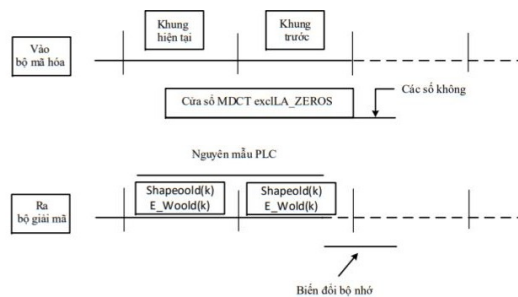 Khung
hiện tại
Khung
trước
Vào
bộ mã hóa
Các số không
Cửa sổ MDCT exclLA_ZEROS
Nguyên mẫu PLC
Shapeoold(k)
E_Woold(k)
Shapeold(k)
E_Wold(k)
Ra
bộ giải mã
Biến đổi bộ nhớ